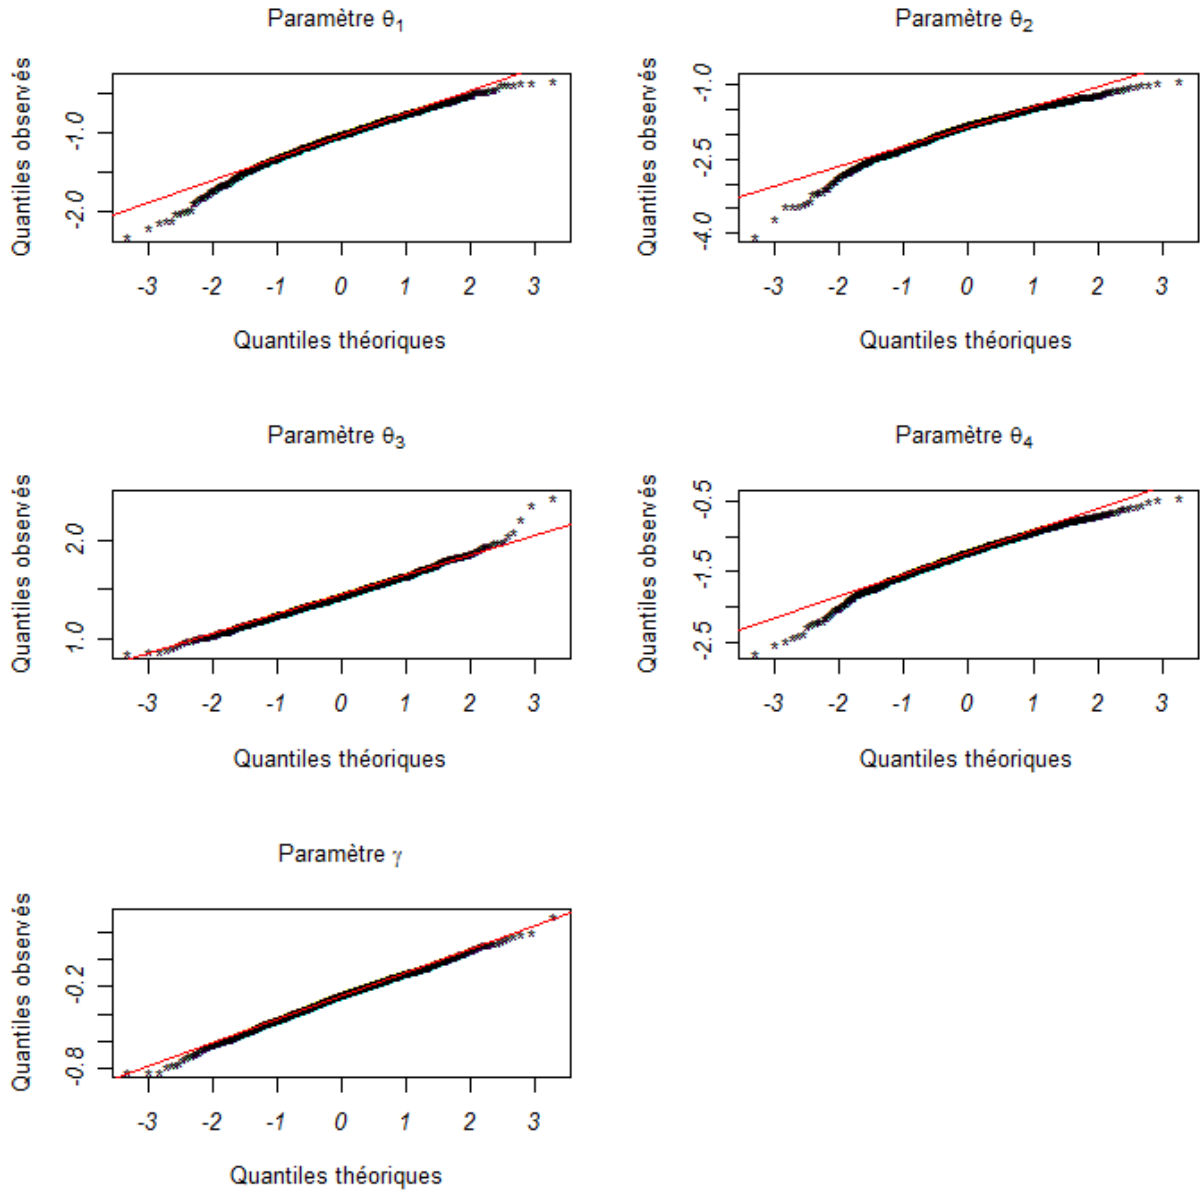 Paramètre θ1
Quantiles observés
-1.0
-2.0
-3 -2 -1 0 1 2 3
Quantiles théoriques
Paramètre θ2
Quantiles observés
-1.0
-2.5
-4.0
-3 -2 -1 0 1 2 3
Quantiles théoriques
Paramètre θ3
Quantiles observés
2.0
1.0
-3 -2 -1 0 1 2 3
Quantiles théoriques
Paramètre θ4
Quantiles observés
-0.5
-1.5
-2.5
-3 -2 -1 0 1 2 3
Quantiles théoriques
Paramètre γ
Quantiles observés
-0.2
-0.8
-3 -2 -1 0 1 2 3
Quantiles théoriques